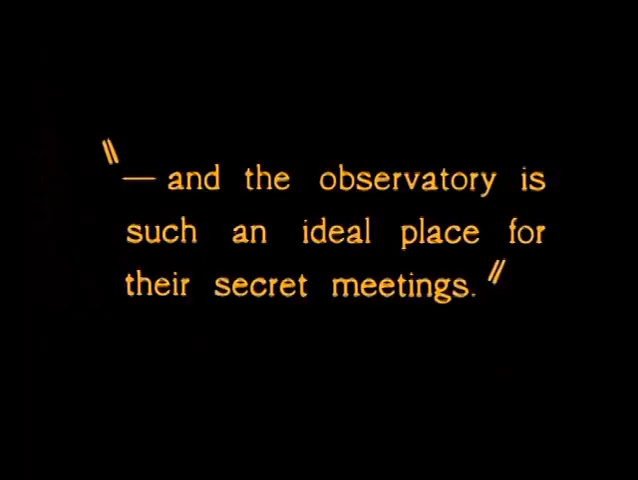 "— and the observatory is
such an ideal place for
their secret meetings."